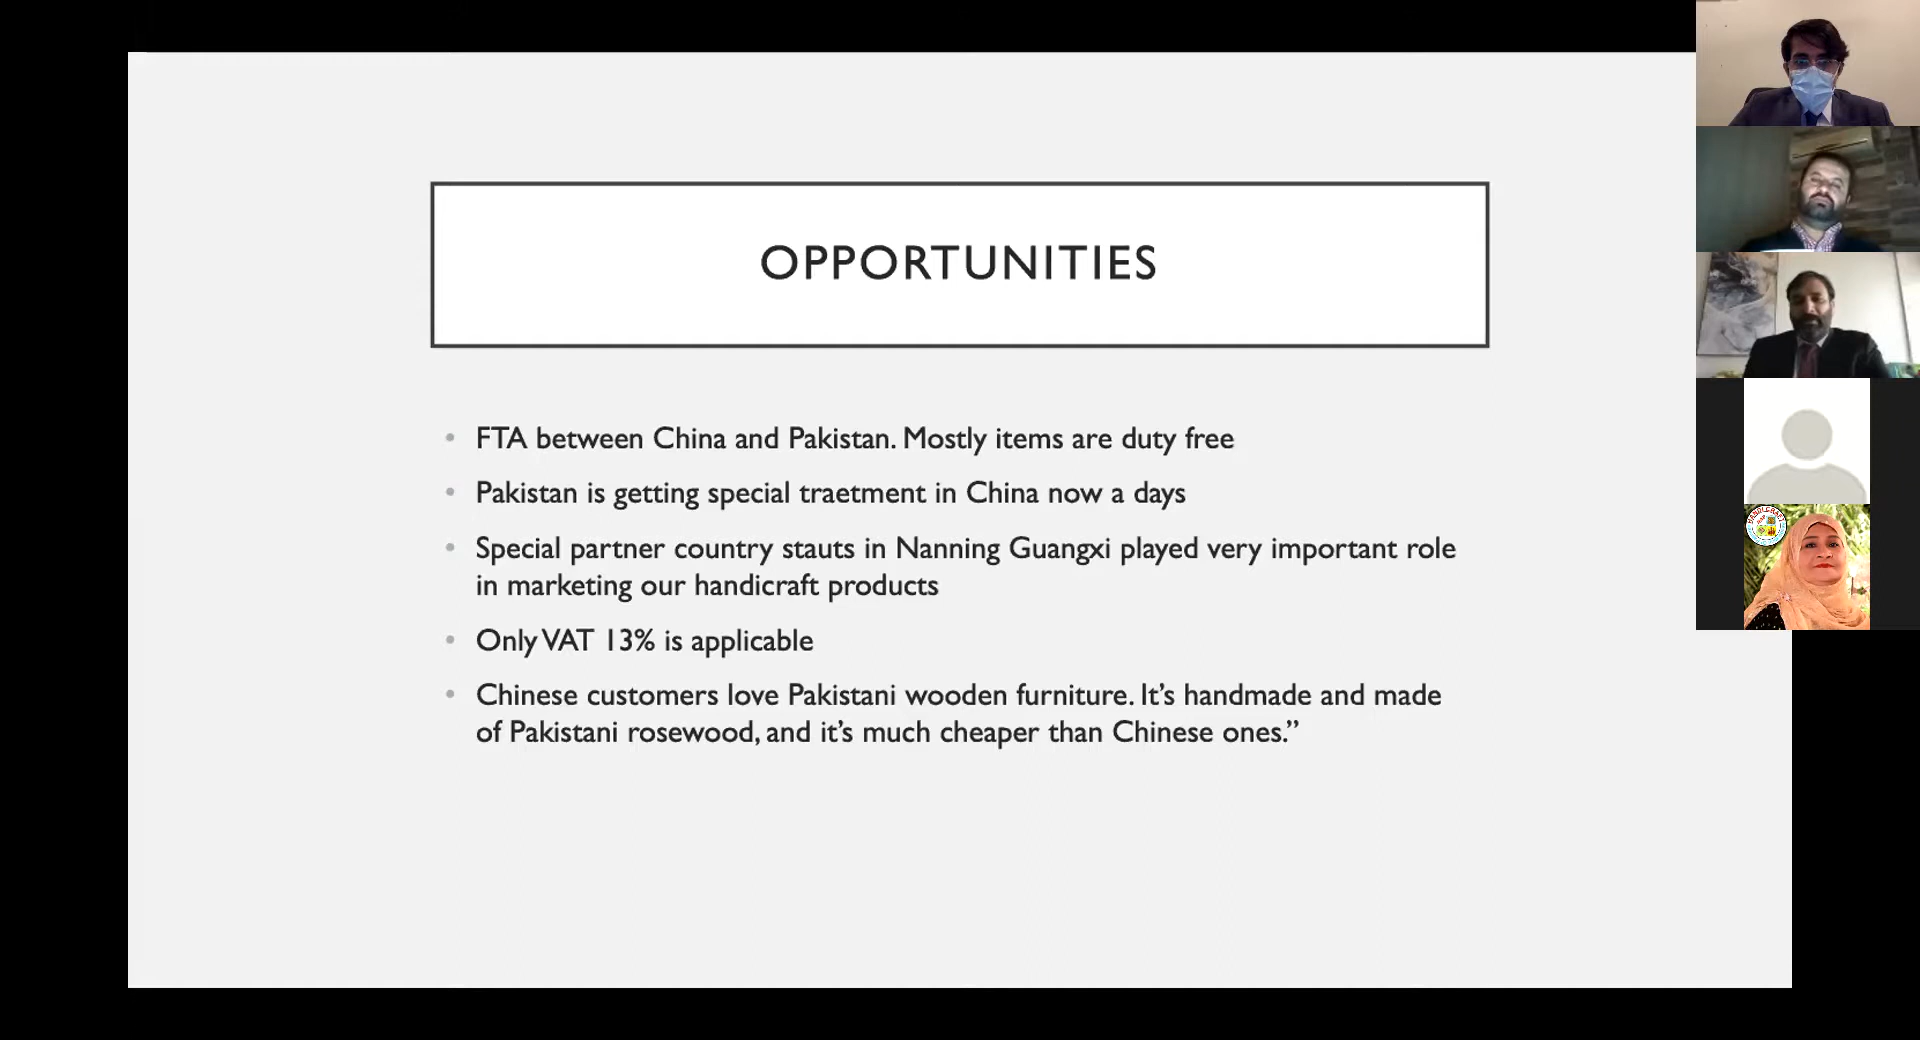 OPPORTUNITIES
• FTA between China and Pakistan. Mostly items are duty free
• Pakistan is getting special traetment in China now a days
• Special partner country stauts in Nanning Guangxi played very important role
in marketing our handicraft products
• Only VAT 13% is applicable
• Chinese customers love Pakistani wooden furniture. It’s handmade and made
of Pakistani rosewood, and it’s much cheaper than Chinese ones.”